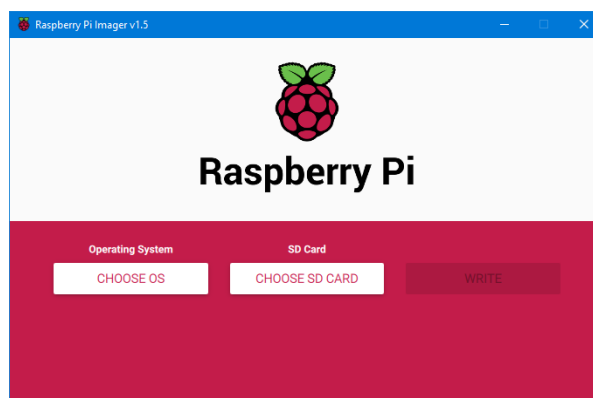 Raspberry Pi Imager v1.5
Raspberry Pi
Operating System
SD Card
CHOOSE OS
CHOOSE SD CARD
WRITE